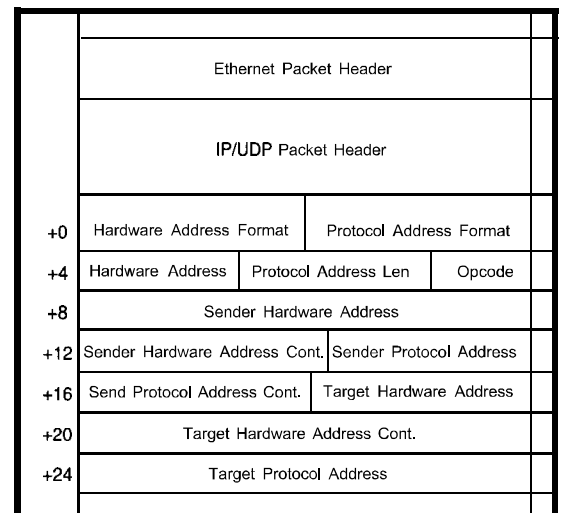 Ethernet Packet Header
IP/UDP Packet Header
+0 Hardware Address Format Protocol Address Format
+4 Hardware Address Protocol Address Len Opcode
+8 Sender Hardware Address
+12 Sender Hardware Address Cont. Sender Protocol Address
+16 Send Protocol Address Cont. Target Hardware Address
+20 Target Hardware Address Cont.
+24 Target Protocol Address